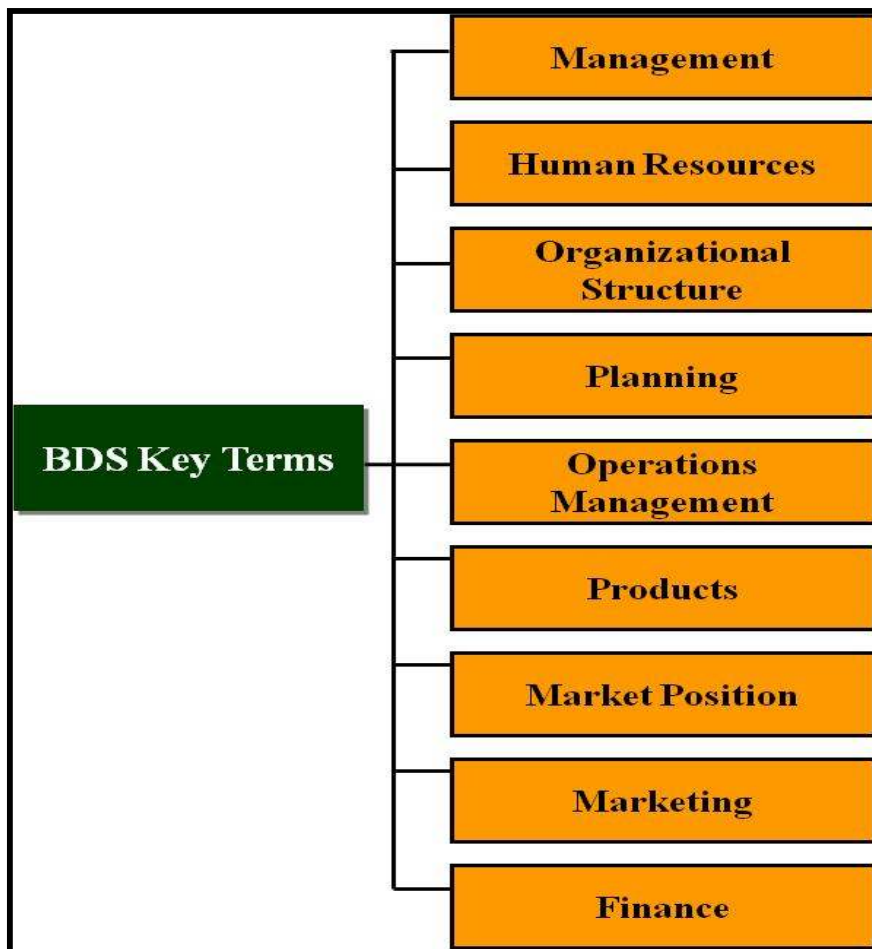 Management
Human Resources
Organizational
Structure
Planning
BDS Key Terms
Operations
Management
Products
Market Position
Marketing
Finance